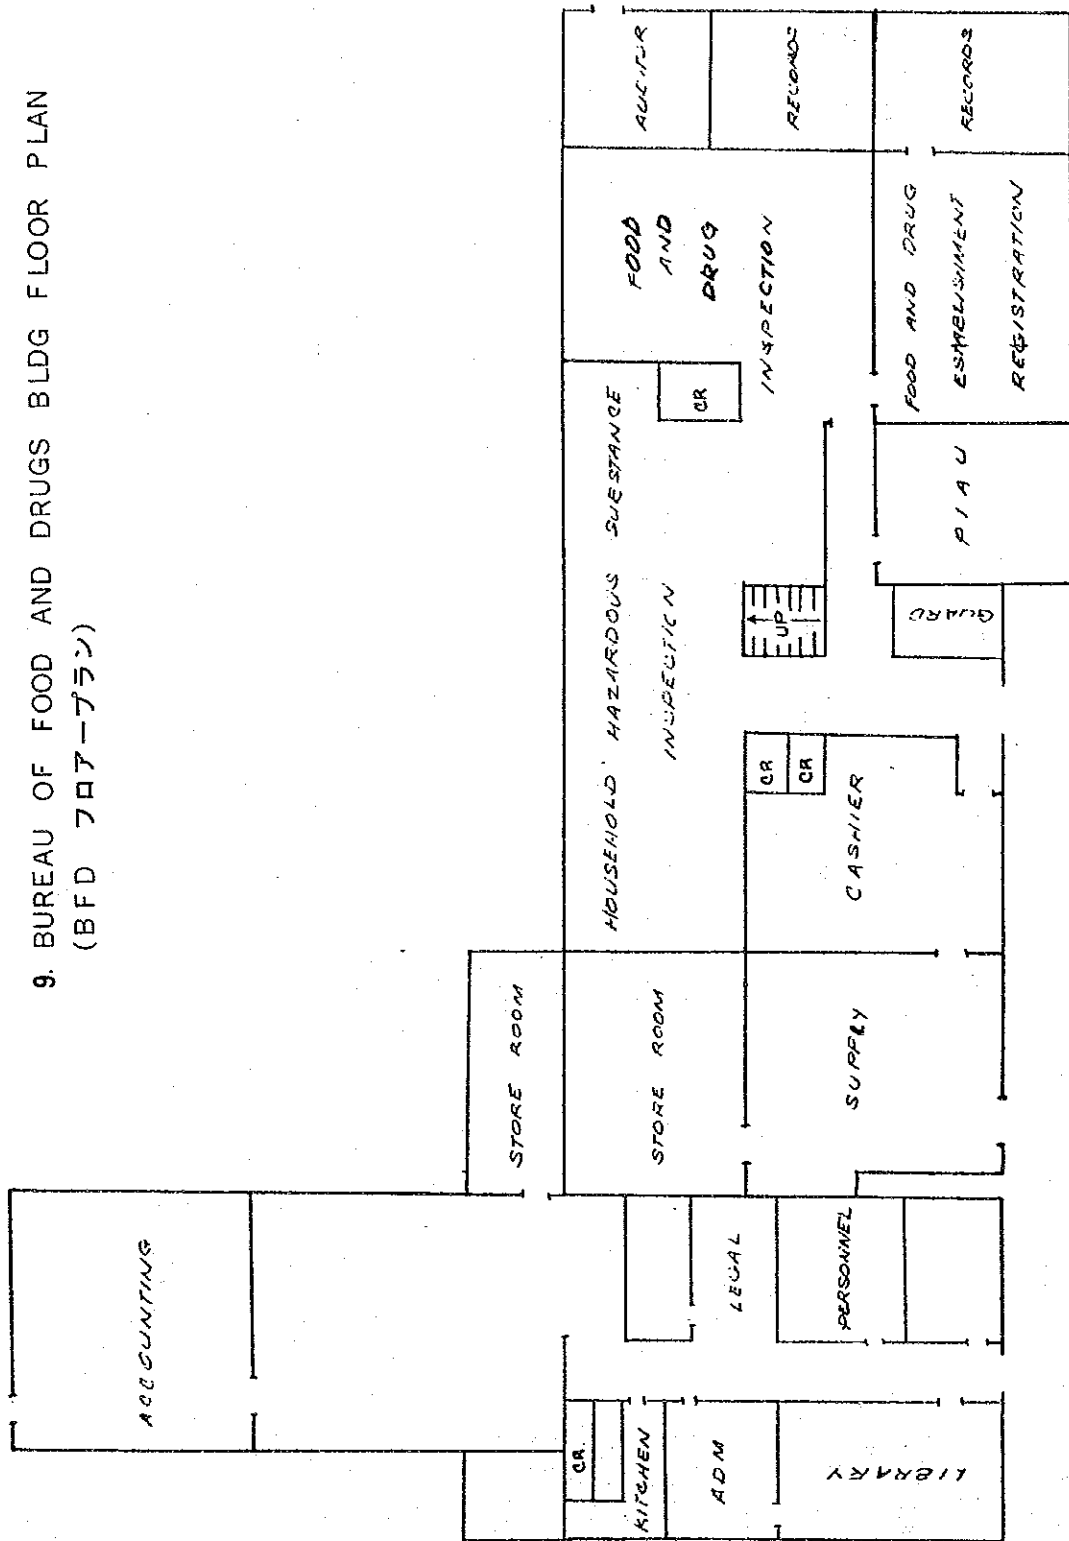 9. BUREAU OF FOOD AND DRUGS BLDG FLOOR PLAN
(BFD フロアープラン)
ACCOUNTING
STORE ROOM
STORE ROOM
HOUSEHOLD HAZARDOUS SUBSTANCE
INSPECTION
FOOD
AND
DRUG
INSPECTION
AUDITOR
RECORDS
RECORDS
CR
UP
FOOD AND DRUG
ESTABLISHMENT
REGISTRATION
PIAU
GUARD
CR
CR
CASHIER
SUPPLY
LEGAL
PERSONNEL
CR
KITCHEN
ADM
LIBRARY